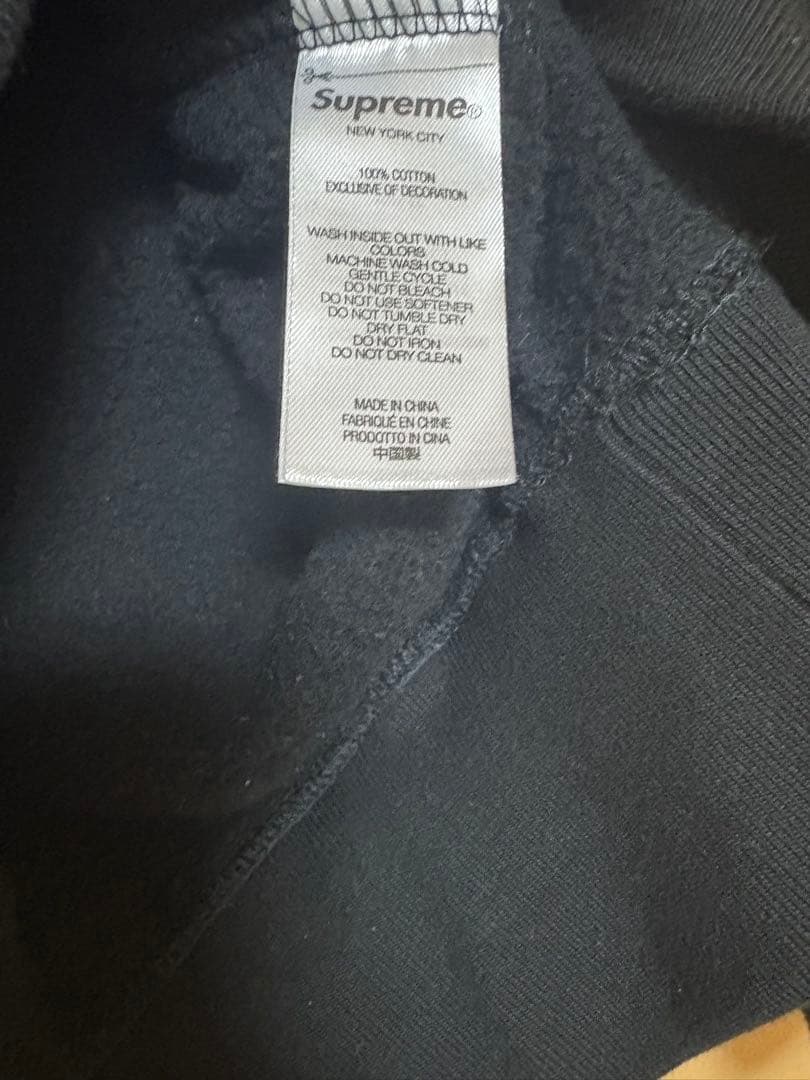 Supreme®
NEW YORK CITY
100% COTTON
EXCLUSIVE OF DECORATION
WASH INSIDE OUT WITH LIKE
COLORS
MACHINE WASH COLD
GENTLE CYCLE
DO NOT BLEACH
DO NOT USE SOFTENER
DO NOT TUMBLE DRY
DRY FLAT
DO NOT IRON
DO NOT DRY CLEAN
MADE IN CHINA
FABRIQUÉ EN CHINE
PRODOTTO IN CINA
中国製